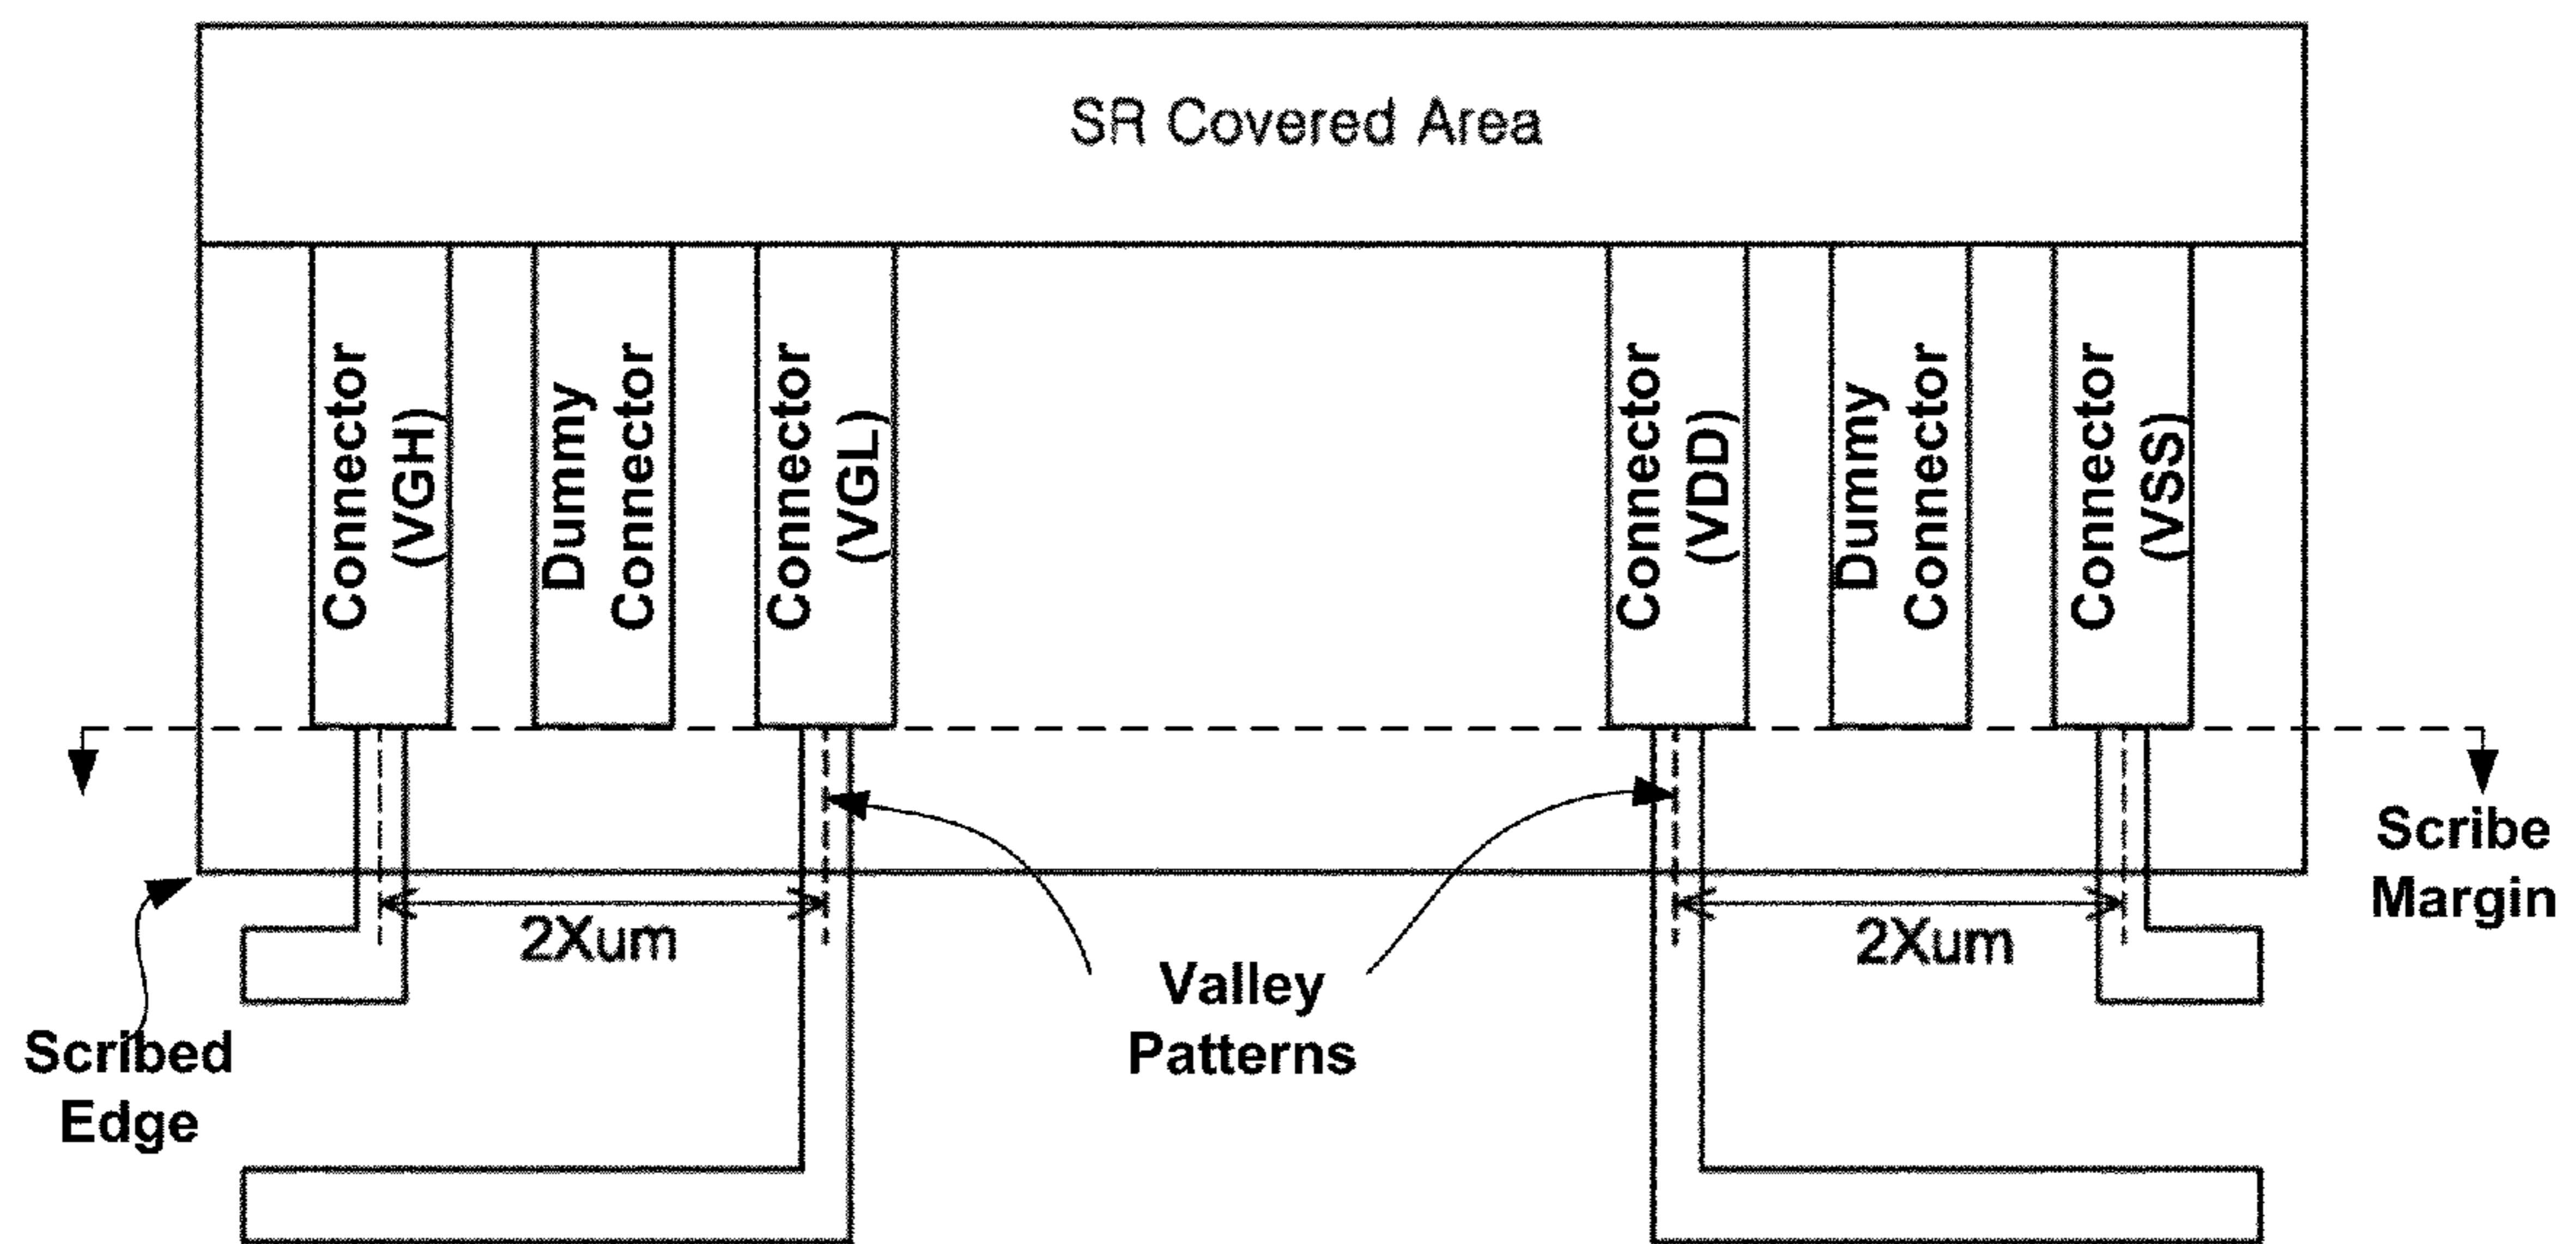 SR Covered Area
Connector
(VGH)
Dummy
Connector
Connector
(VGL)
Connector
(VDD)
Dummy
Connector
Connector
(VSS)
Scribe
Margin
2Xum
2Xum
Valley
Patterns
Scribed
Edge